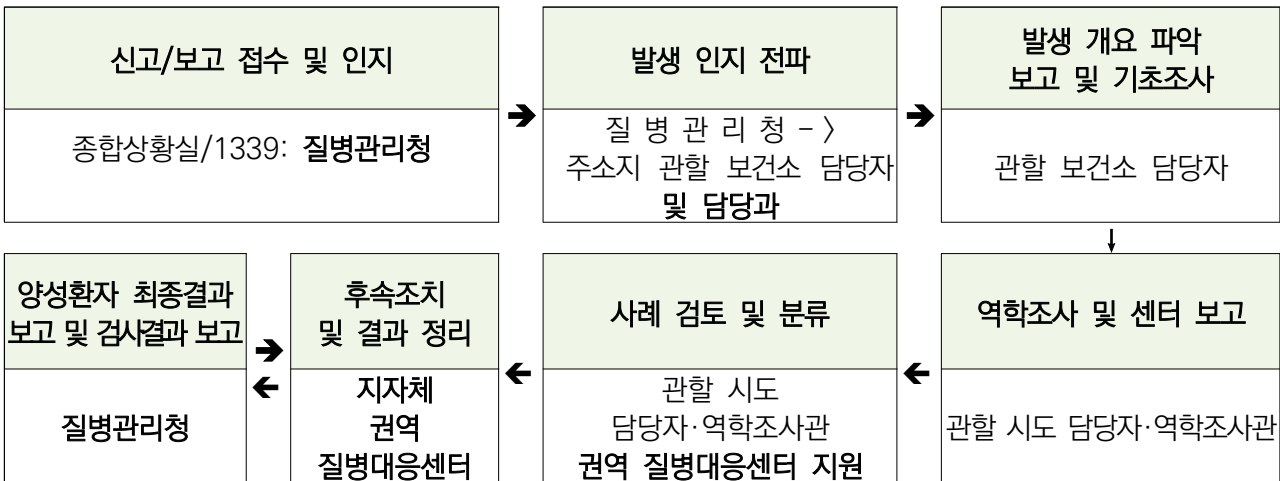 신고/보고 접수 및 인지
종합상황실/1339: 질병관리청
발생 인지 전파
질 병 관 리 청 - 〉
주소지 관할 보건소 담당자
및 담당과
발생 개요 파악
보고 및 기초조사
관할 보건소 담당자
역학조사 및 센터 보고
관할 시도 담당자·역학조사관
사례 검토 및 분류
관할 시도
담당자·역학조사관
권역 질병대응센터 지원
후속조치
및 결과 정리
지자체
권역
질병대응센터
양성환자 최종결과
보고 및 검사결과 보고
질병관리청